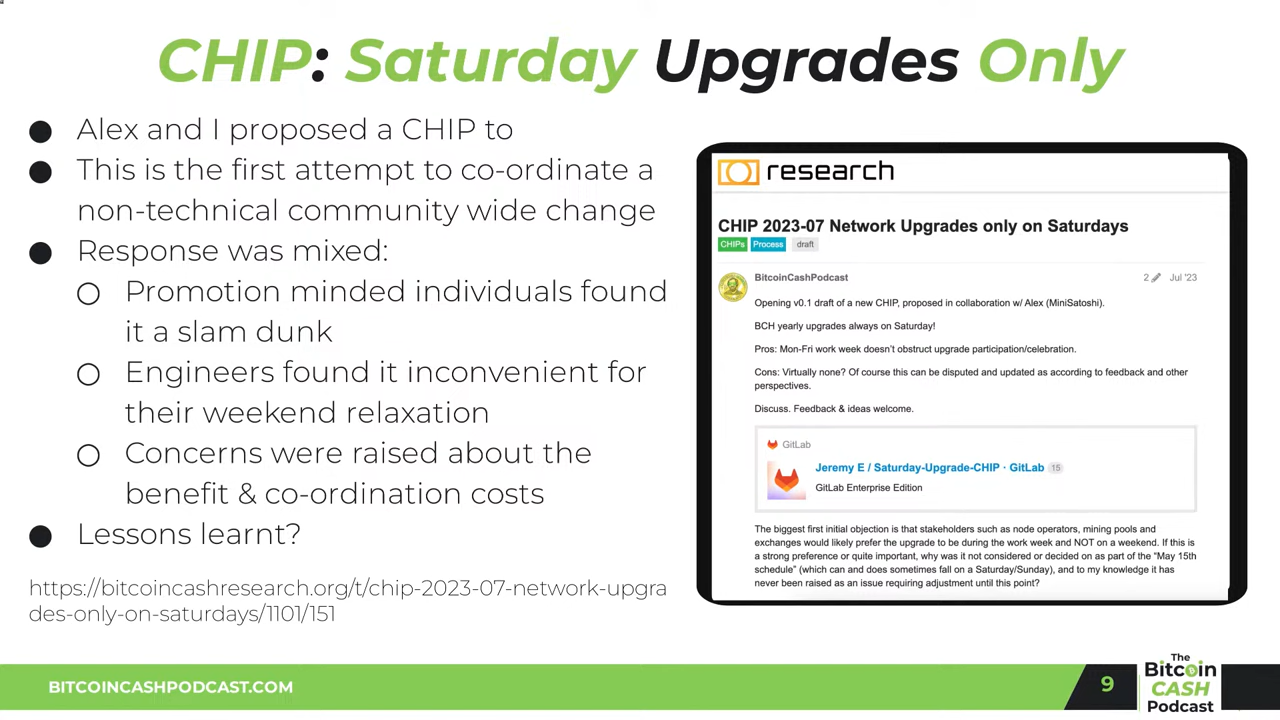 CHIP: Saturday Upgrades Only
Alex and I proposed a CHIP to
This is the first attempt to co-ordinate a
non-technical community wide change
Response was mixed:
Promotion minded individuals found
it a slam dunk
Engineers found it inconvenient for
their weekend relaxation
Concerns were raised about the
benefit & co-ordination costs
Lessons learnt?
https://bitcoincashresearch.org/t/chip-2023-07-network-upgra
des-only-on-saturdays/1101/151
research
CHIP 2023-07 Network Upgrades only on Saturdays
CHIPs Process draft
BitcoinCashPodcast 2 Jul '23
Opening v0.1 draft of a new CHIP, proposed in collaboration w/ Alex (MiniSatoshi).
BCH yearly upgrades always on Saturday!
Pros: Mon-Fri work week doesn't obstruct upgrade participation/celebration.
Cons: Virtually none? Of course this can be disputed and updated as according to feedback and other
perspectives.
Discuss. Feedback & ideas welcome.
GitLab
Jeremy E / Saturday-Upgrade-CHIP · GitLab 15
GitLab Enterprise Edition
The biggest first initial objection is that stakeholders such as node operators, mining pools and
exchanges would likely prefer the upgrade to be during the work week and NOT on a weekend. If this is
a strong preference or quite important, why was it not considered or decided on as part of the "May 15th
schedule" (which can and does sometimes fall on a Saturday/Sunday), and to my knowledge it has
never been raised as an issue requiring adjustment until this point?
BITCOINCASHPODCAST.COM
9
The
Bitcoin
CASH
Podcast